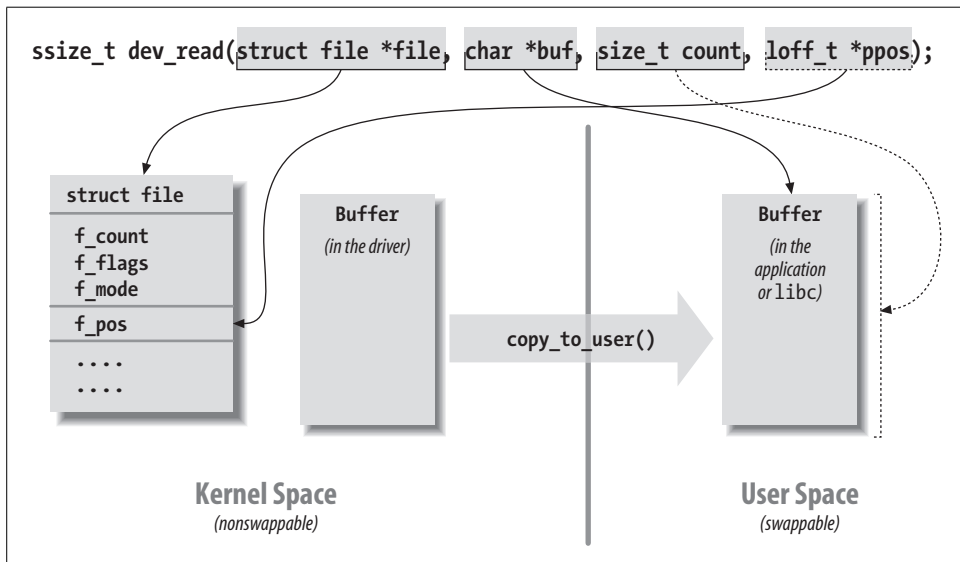 ssize_t dev_read(struct file *file, char *buf, size_t count, loff_t *ppos);
struct file
f_count
f_flags
f_mode
f_pos
....
....
Buffer
(in the driver)
copy_to_user()
Buffer
(in the
application
or libc)
Kernel Space
(nonswappable)
User Space
(swappable)